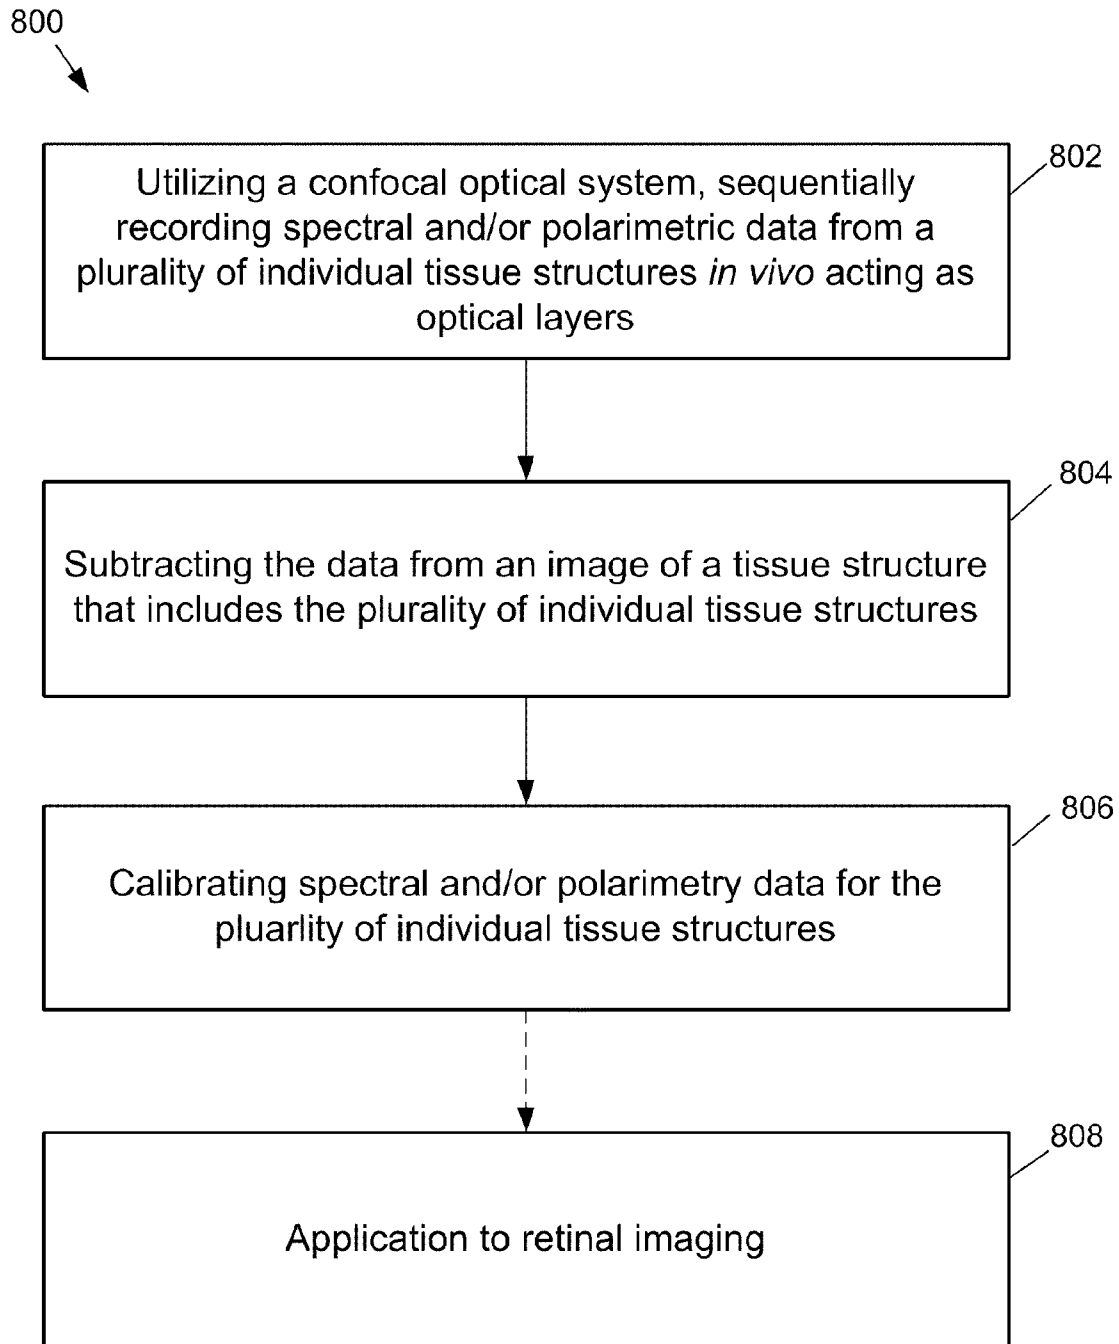 800
802
Utilizing a confocal optical system, sequentially
recording spectral and/or polarimetric data from a
plurality of individual tissue structures in vivo acting as
optical layers
804
Subtracting the data from an image of a tissue structure
that includes the plurality of individual tissue structures
806
Calibrating spectral and/or polarimetry data for the
pluarlity of individual tissue structures
808
Application to retinal imaging